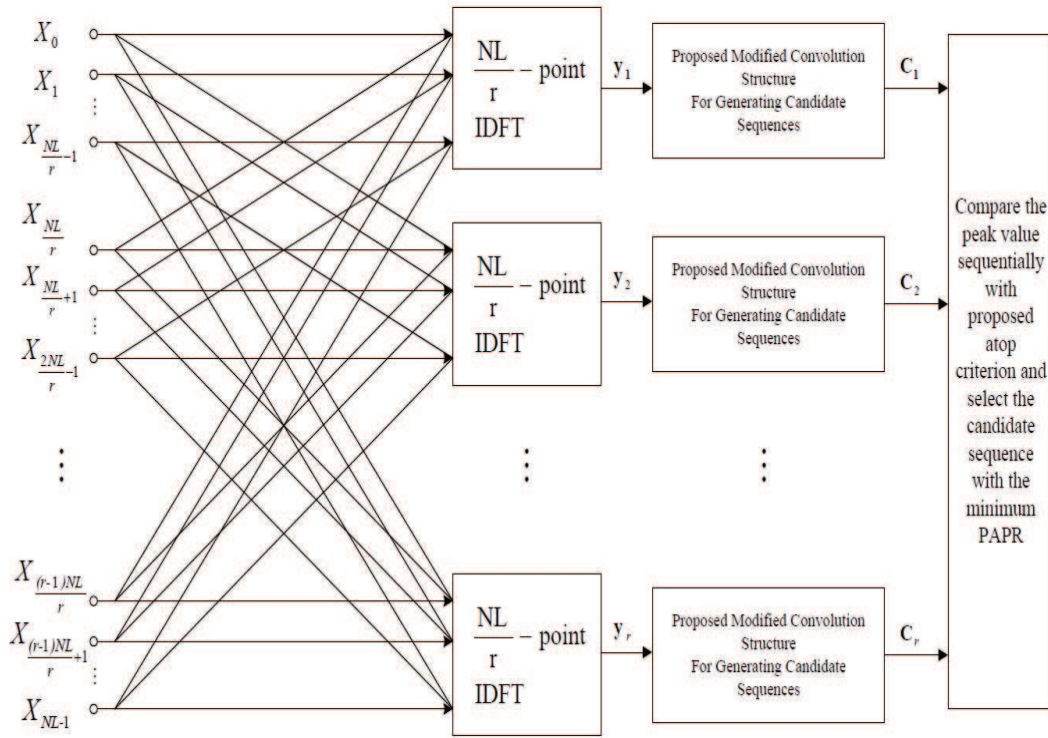 X_0
X_1
⋮
X_{NL/r-1}
X_{NL/r}
X_{NL/r+1}
⋮
X_{2NL/r-1}
⋮
X_{(r-1)NL/r}
X_{(r-1)NL/r+1}
⋮
X_{NL-1}
NL/r – point
IDFT
y_1
Proposed Modified Convolution
Structure
For Generating Candidate
Sequences
C_1
NL/r – point
IDFT
y_2
Proposed Modified Convolution
Structure
For Generating Candidate
Sequences
C_2
⋮
⋮
NL/r – point
IDFT
y_r
Proposed Modified Convolution
Structure
For Generating Candidate
Sequences
C_r
Compare the
peak value
sequentially
with
proposed
atop
criterion and
select the
candidate
sequence
with the
minimum
PAPR